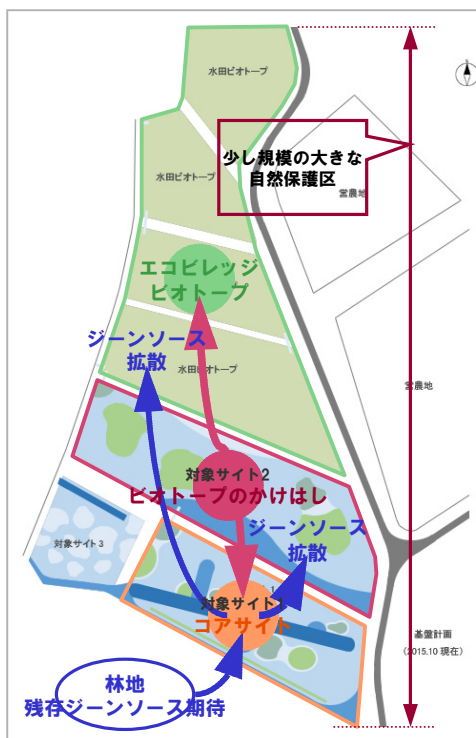 水田ビオトープ
少し規模の大きな
自然保護区
水田ビオトープ
営農地
エコビレッジ
ビオトープ
ジーンソース
拡散
水田ビオトープ
営農地
対象サイト2
ビオトープのかけはし
ジーンソース
拡散
対象サイト3
対象サイト1
コアサイト
基盤計画
(2015.10 現在)
林地
残存ジーンソース期待